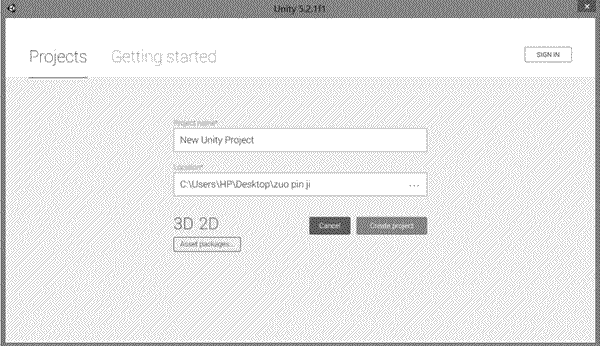 Unity 5.2.1f1
Projects Getting started SIGN IN
Project name*
New Unity Project
Location*
C:\Users\HP\Desktop\zuo pin ji ...
3D 2D Cancel Create project
Asset packages...